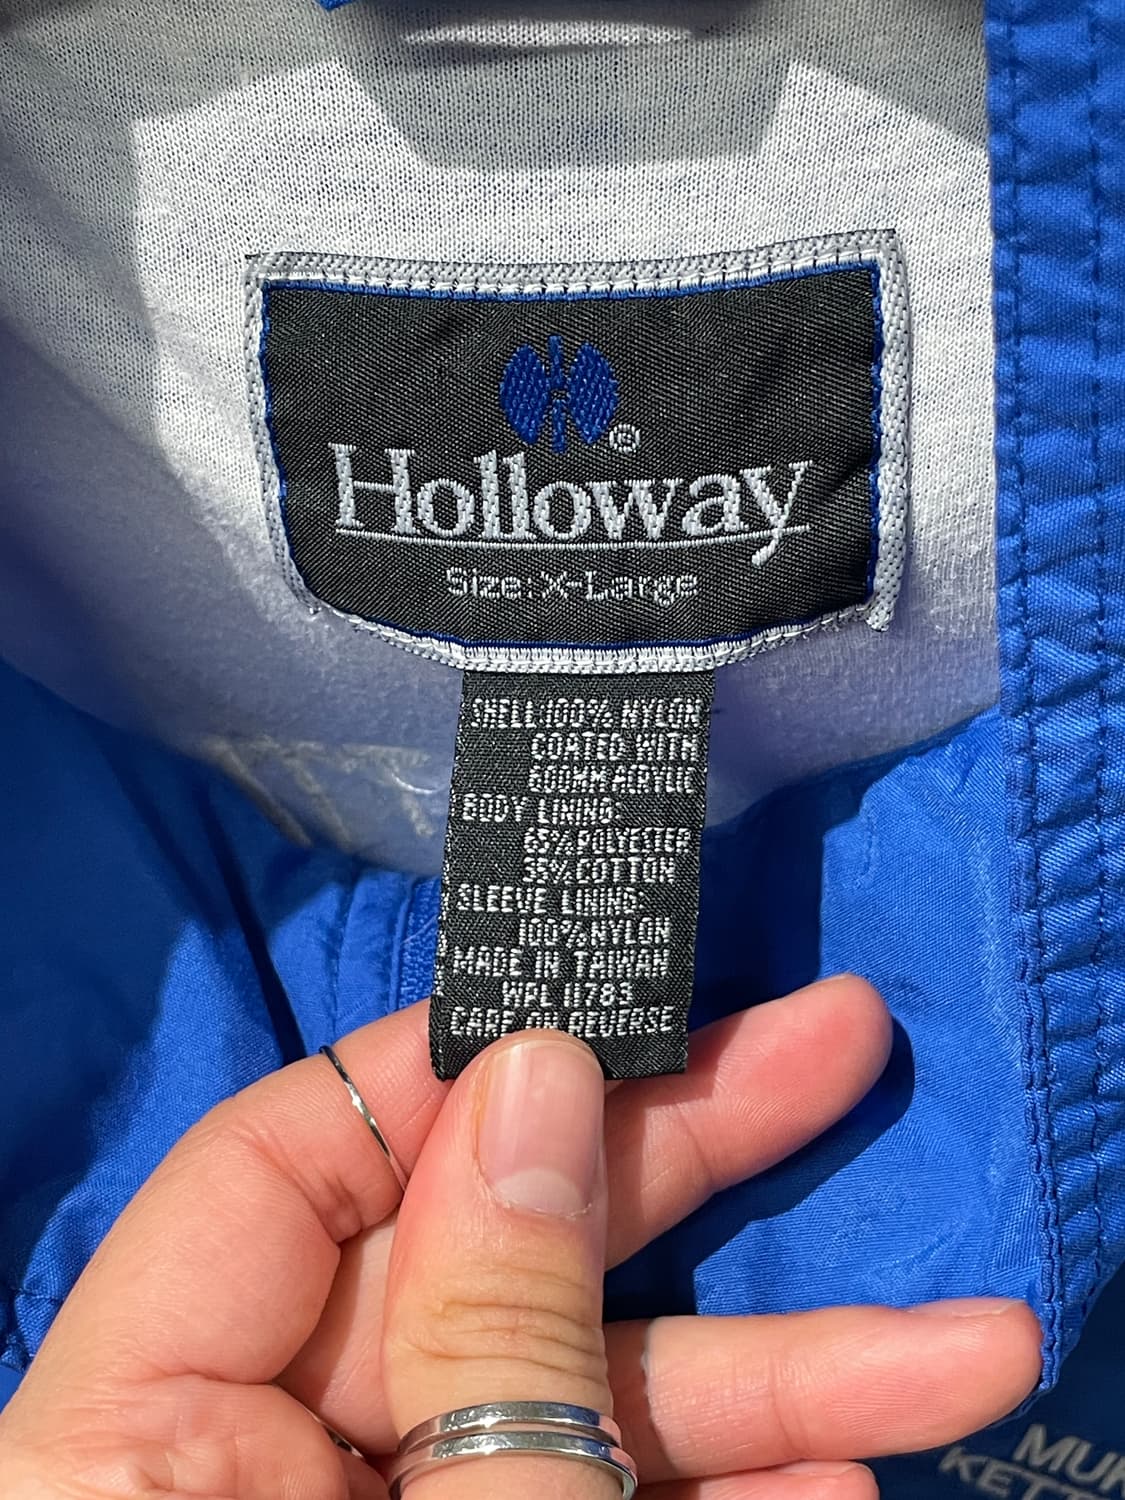 ®
Holloway
Size: X-Large
SHELL 100% NYLON
COATED WITH
600MM ACRYLIC
BODY LINING:
65% POLYESTER
35% COTTON
SLEEVE LINING:
100% NYLON
MADE IN TAIWAN
WPL 11783
CARE ON REVERSE